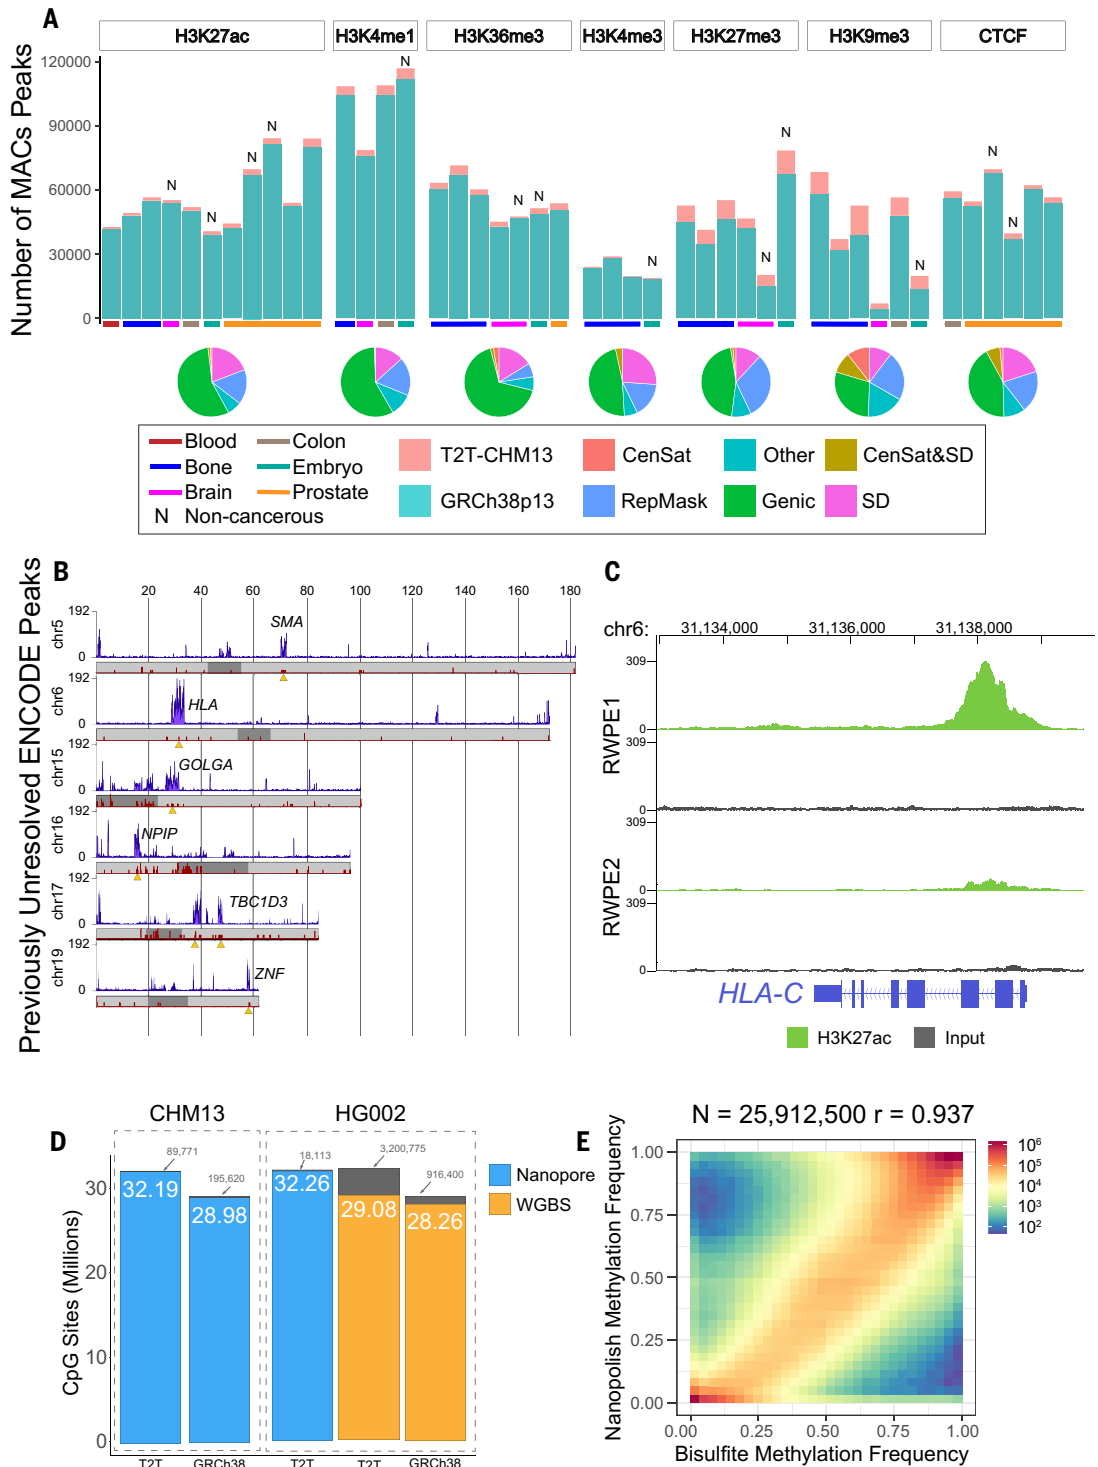 A
H3K27ac H3K4me1 H3K36me3 H3K4me3 H3K27me3 H3K9me3 CTCF
Number of MACs Peaks
120000
90000
60000
30000
0
N N N N N N N N N N N N N
Blood Colon T2T-CHM13 CenSat Other CenSat&SD
Bone Embryo
Brain Prostate GRCh38p13 RepMask Genic SD
N Non-cancerous
B
Previously Unresolved ENCODE Peaks
20 40 60 80 100 120 140 160 180
192
chr5
0
SMA
192
chr6
0
HLA
192
chr15
0
GOLGA
192
chr16
0
NPIP
192
chr17
0
TBC1D3
192
chr19
0
ZNF
C
chr6: 31,134,000 31,136,000 31,138,000
309
RWPE1
0
309
0
309
RWPE2
0
309
0
HLA-C
H3K27ac Input
D
CHM13 HG002
CpG Sites (Millions)
30
20
10
0
89,771
32.19
195,620
28.98
18,113
32.26
3,200,775
29.08
916,400
28.26
T2T GRCh38 T2T T2T GRCh38
Nanopore
WGBS
E
N = 25,912,500 r = 0.937
Nanopolish Methylation Frequency
1.00
0.75
0.50
0.25
0.00
0.00 0.25 0.50 0.75 1.00
Bisulfite Methylation Frequency
10⁶
10⁵
10⁴
10³
10²